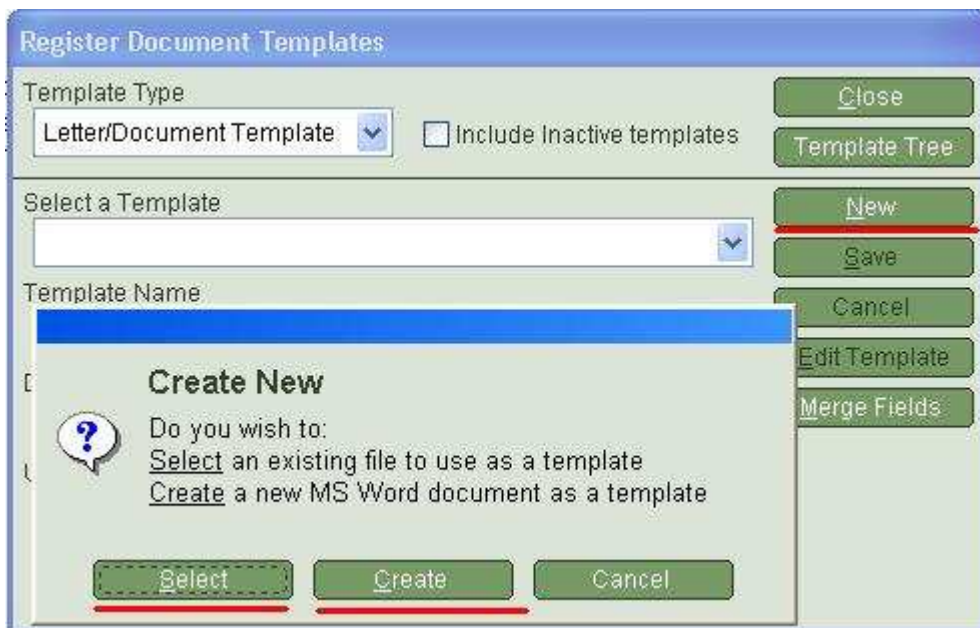 Register Document Templates
Template Type
Close
Letter/Document Template
Include Inactive templates
Template Tree
Select a Template
New
Save
Template Name
Cancel
Edit Template
Merge Fields
Create New
Do you wish to:
Select an existing file to use as a template
Create a new MS Word document as a template
Select
Create
Cancel